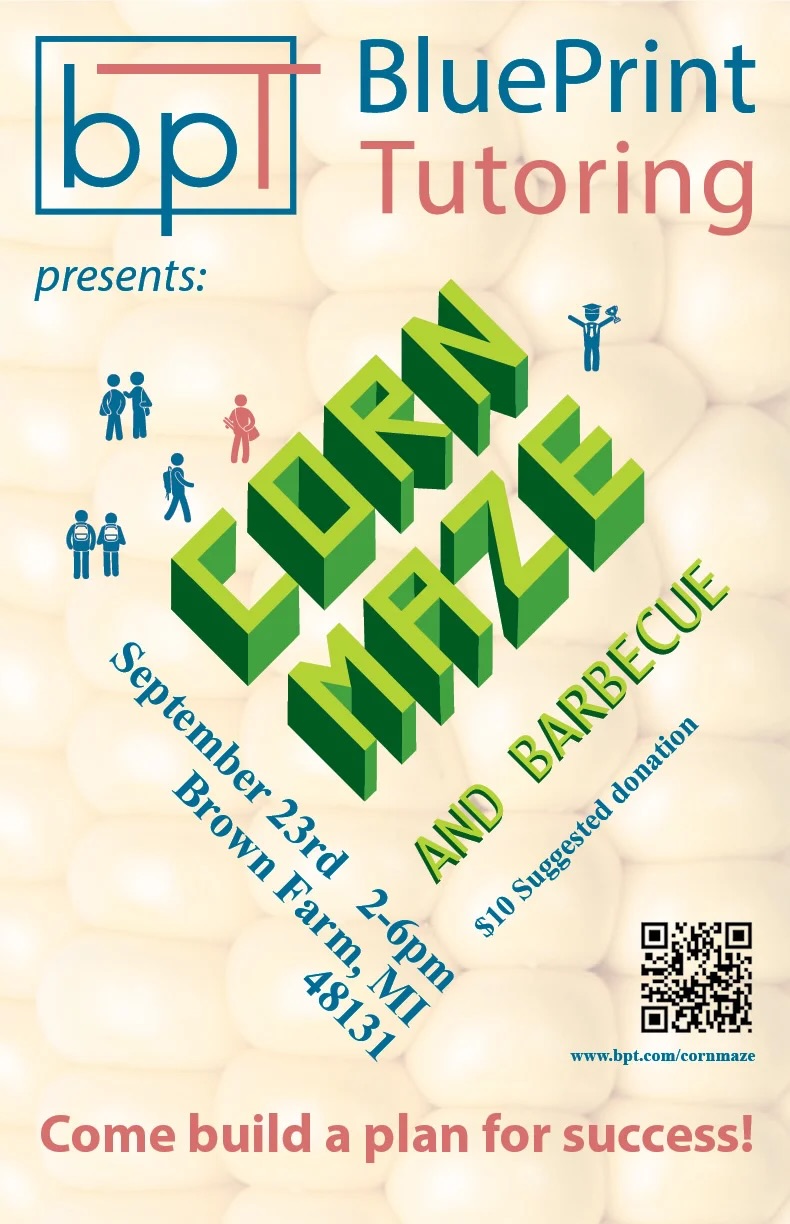 bpT
BluePrint
Tutoring
presents:
CORN
MAZE
AND BARBECUE
$10 Suggested donation
September 23rd 2-6pm
Brown Farm, MI
48131
www.bpt.com/cornmaze
Come build a plan for success!